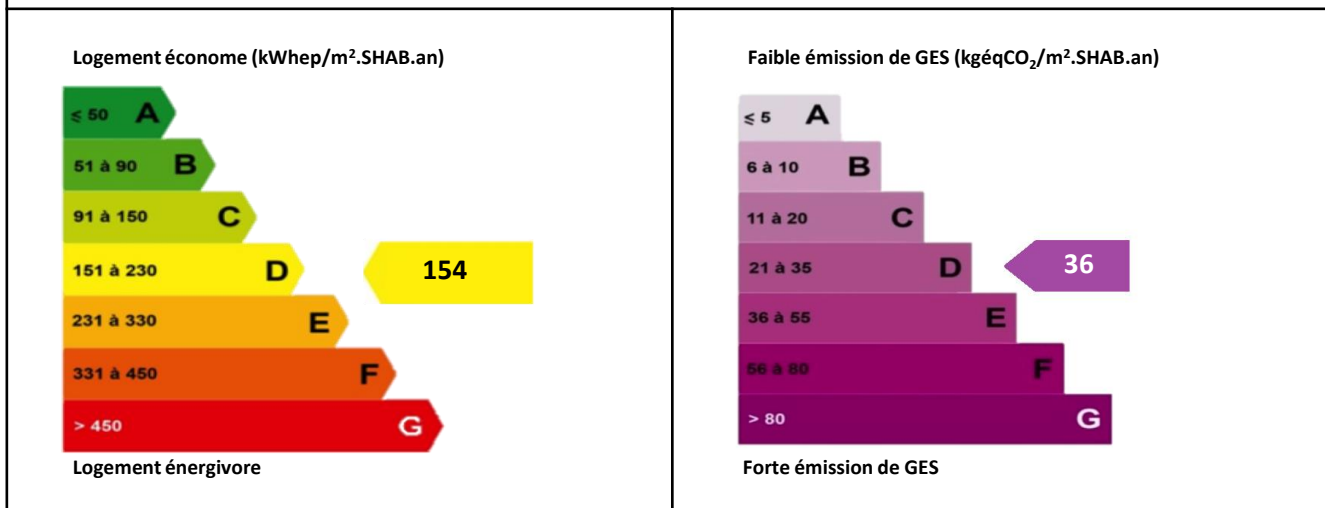 Logement économe (kWhep/m².SHAB.an)
≤ 50 A
51 à 90 B
91 à 150 C
151 à 230 D
154
231 à 330 E
331 à 450 F
> 450 G
Logement énergivore
Faible émission de GES (kgéqCO₂/m².SHAB.an)
≤ 5 A
6 à 10 B
11 à 20 C
21 à 35 D
36
36 à 55 E
56 à 80 F
> 80 G
Forte émission de GES